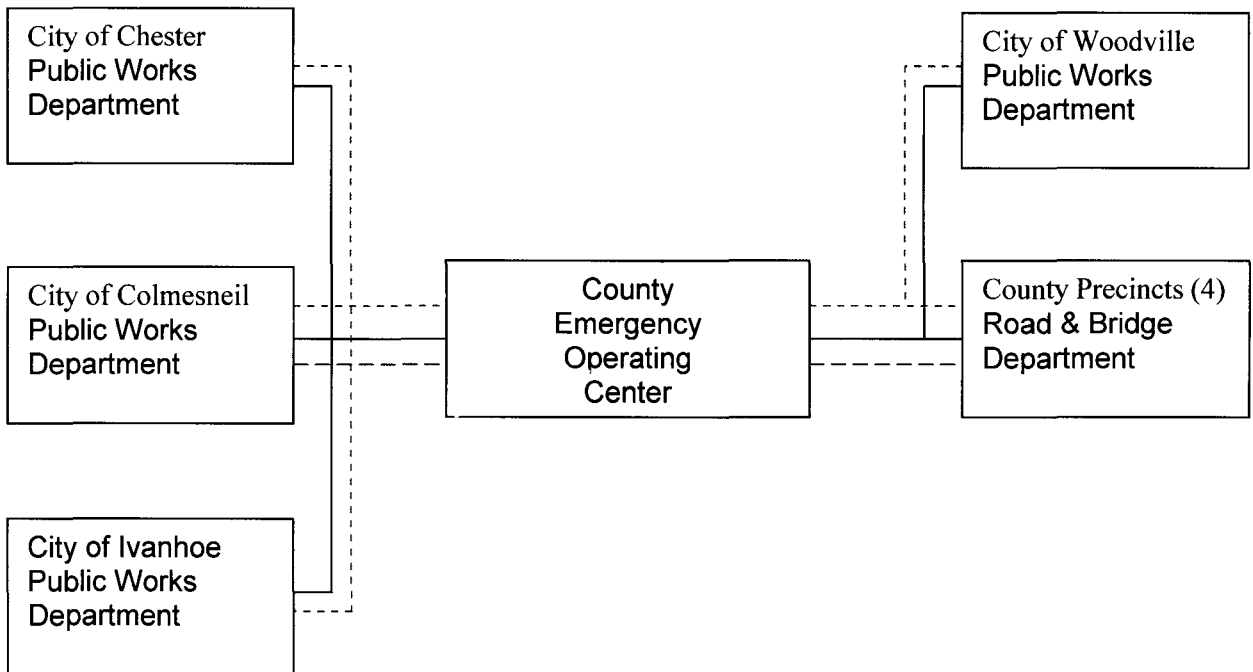 City of Chester
Public Works
Department
City of Woodville
Public Works
Department
City of Colmesneil
Public Works
Department
County
Emergency
Operating
Center
County Precincts (4)
Road & Bridge
Department
City of Ivanhoe
Public Works
Department